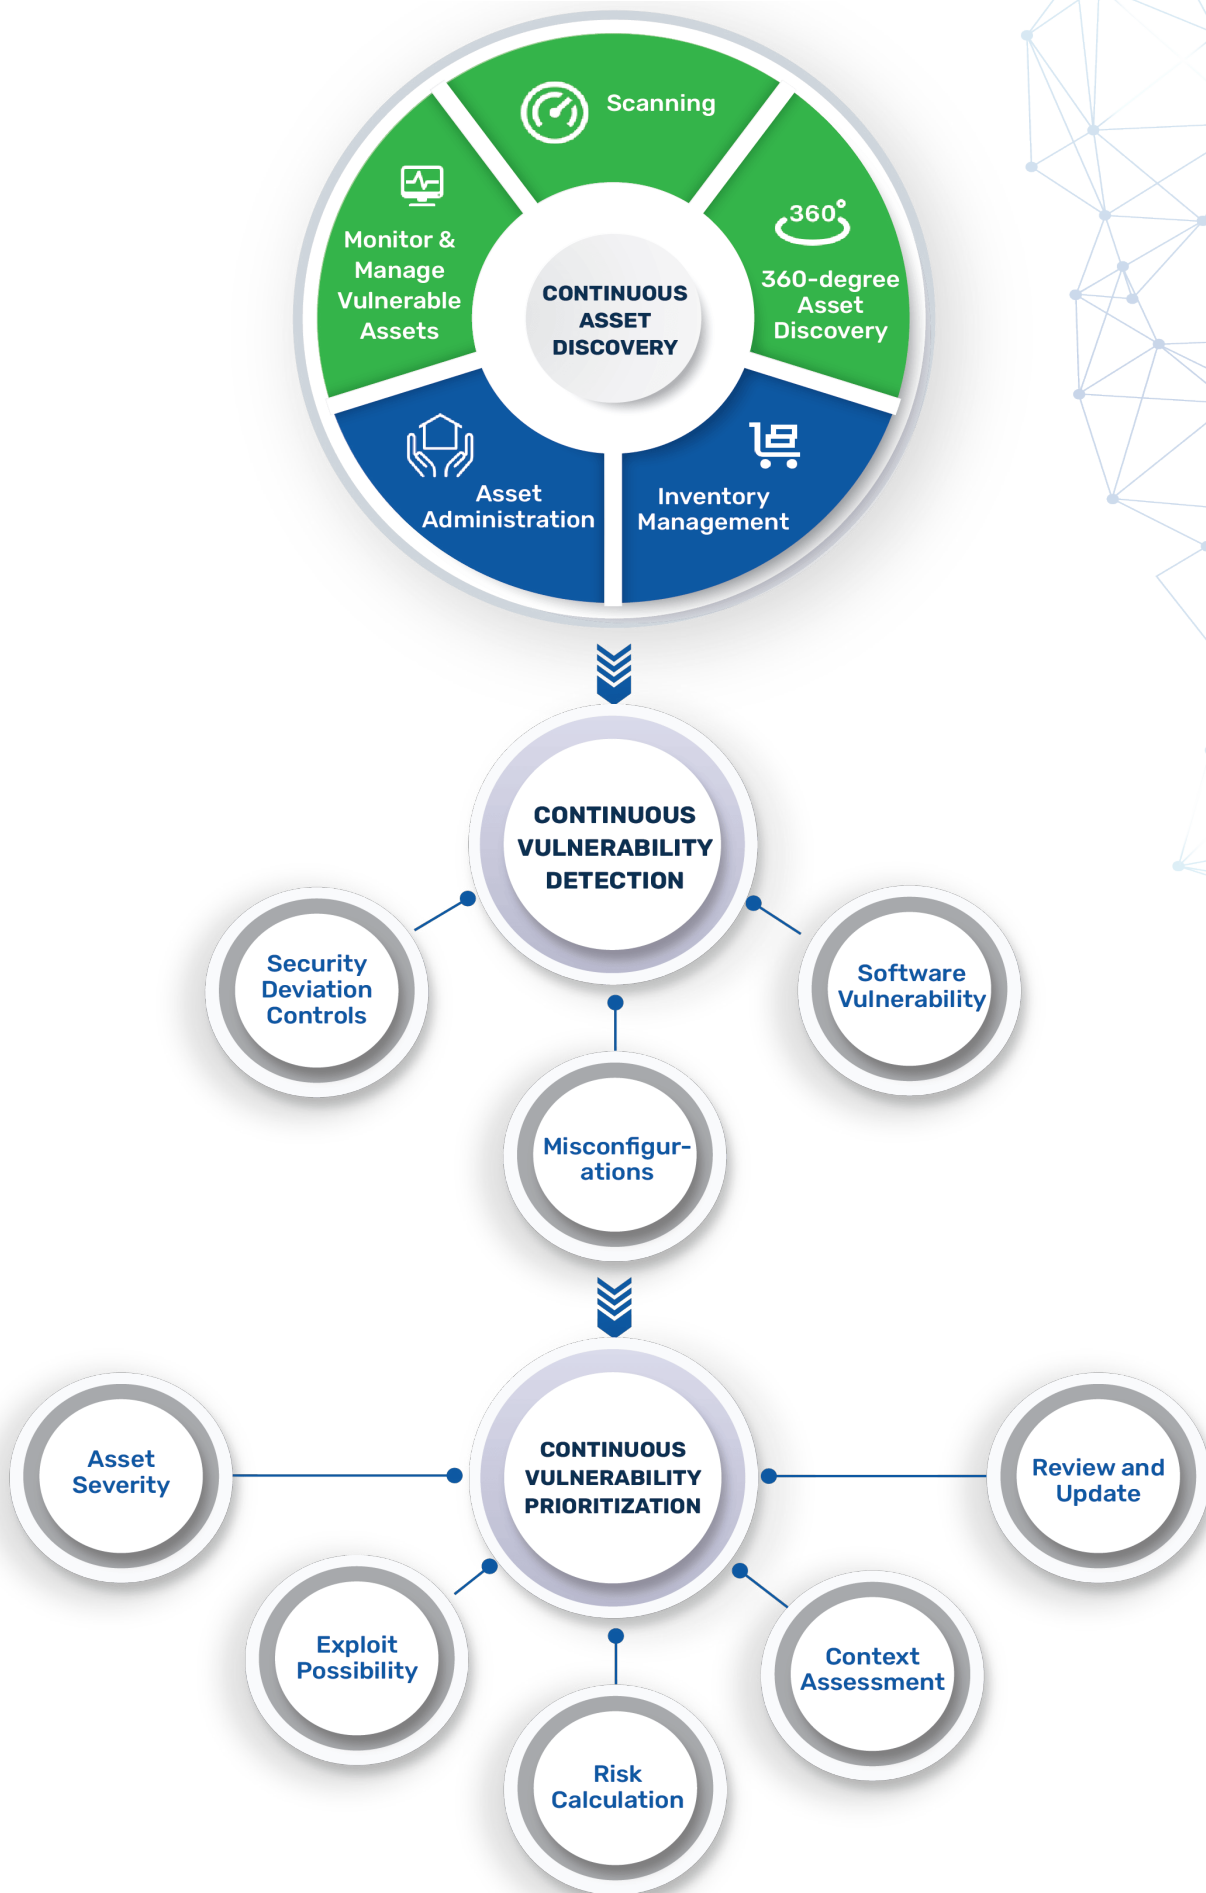 Scanning
360°
360-degree
Asset
Discovery
Monitor &
Manage
Vulnerable
Assets
CONTINUOUS
ASSET
DISCOVERY
Asset
Administration
Inventory
Management
CONTINUOUS
VULNERABILITY
DETECTION
Security
Deviation
Controls
Software
Vulnerability
Misconfigur-
ations
CONTINUOUS
VULNERABILITY
PRIORITIZATION
Asset
Severity
Review and
Update
Exploit
Possibility
Context
Assessment
Risk
Calculation